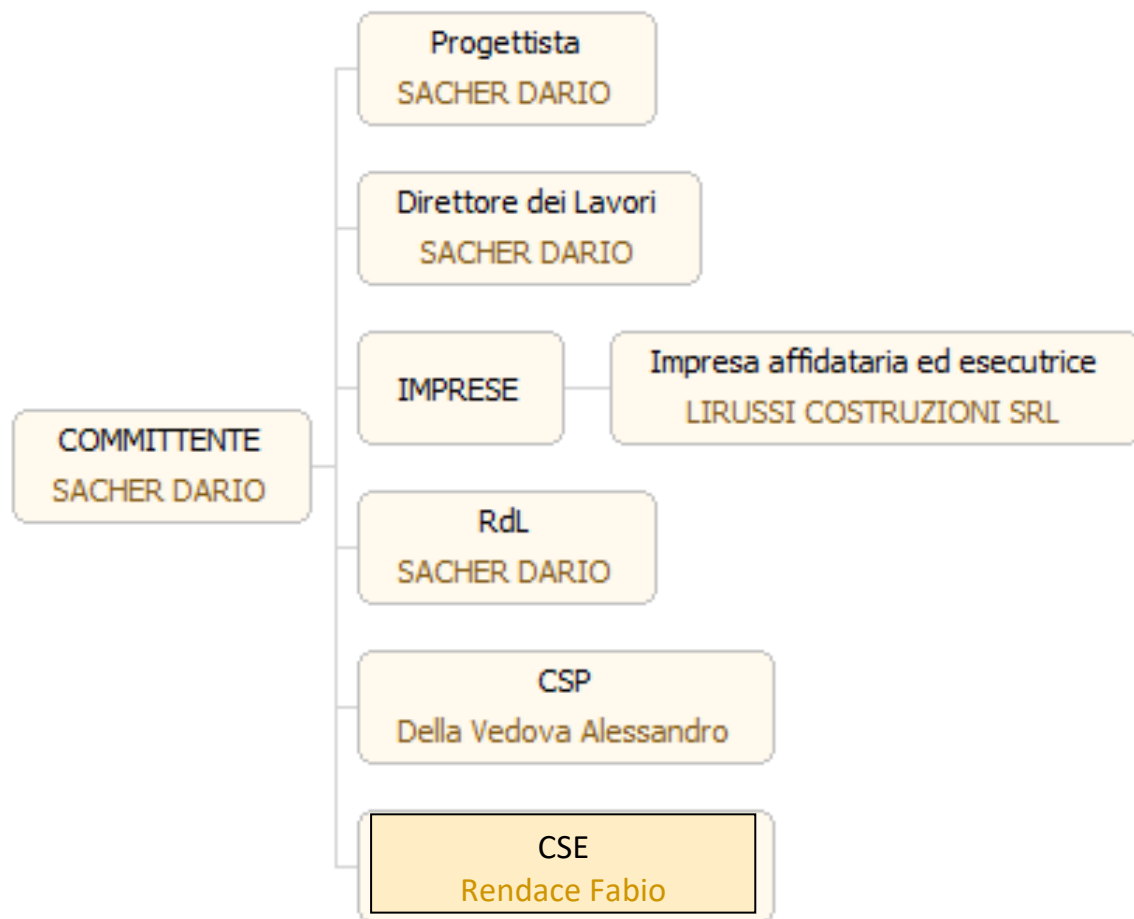 Progettista
SACHER DARIO
Direttore dei Lavori
SACHER DARIO
IMPRESE
Impresa affidataria ed esecutrice
LIRUSSI COSTRUZIONI SRL
COMMITTENTE
SACHER DARIO
RdL
SACHER DARIO
CSP
Della Vedova Alessandro
CSE
Rendace Fabio